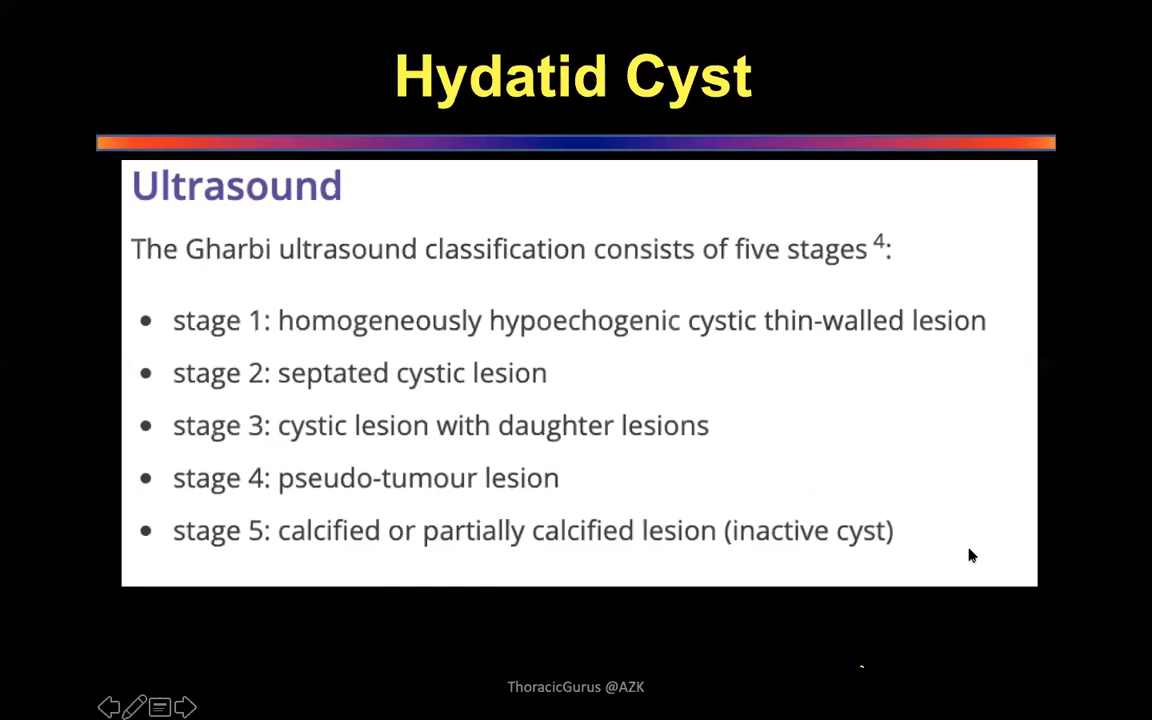 Hydatid Cyst
Ultrasound
The Gharbi ultrasound classification consists of five stages 4:
• stage 1: homogeneously hypoechogenic cystic thin-walled lesion
• stage 2: septated cystic lesion
• stage 3: cystic lesion with daughter lesions
• stage 4: pseudo-tumour lesion
• stage 5: calcified or partially calcified lesion (inactive cyst)
ThoracicGurus @AZK